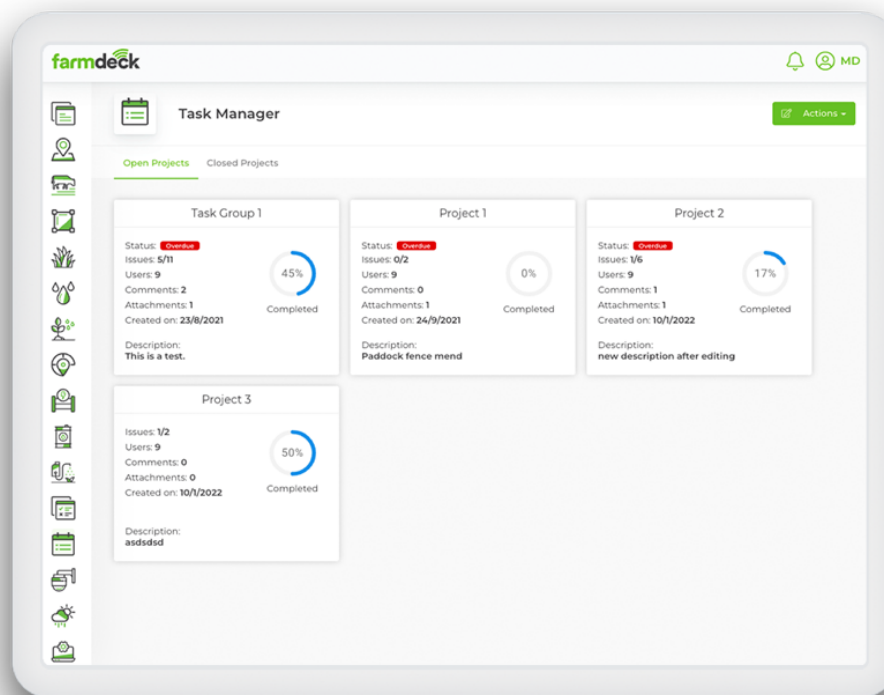 farmdeck
MD
Task Manager
Actions
Open Projects Closed Projects
Task Group 1
Status: Overdue
Issues: 5/11
Users: 9
Comments: 2
Attachments: 1
Created on: 23/8/2021
45%
Completed
Description:
This is a test.
Project 1
Status: Overdue
Issues: 0/2
Users: 9
Comments: 0
Attachments: 1
Created on: 24/9/2021
0%
Completed
Description:
Paddock fence mend
Project 2
Status: Overdue
Issues: 1/6
Users: 9
Comments: 1
Attachments: 1
Created on: 10/1/2022
17%
Completed
Description:
new description after editing
Project 3
Issues: 1/2
Users: 9
Comments: 0
Attachments: 0
Created on: 10/1/2022
50%
Completed
Description:
asdsdsd